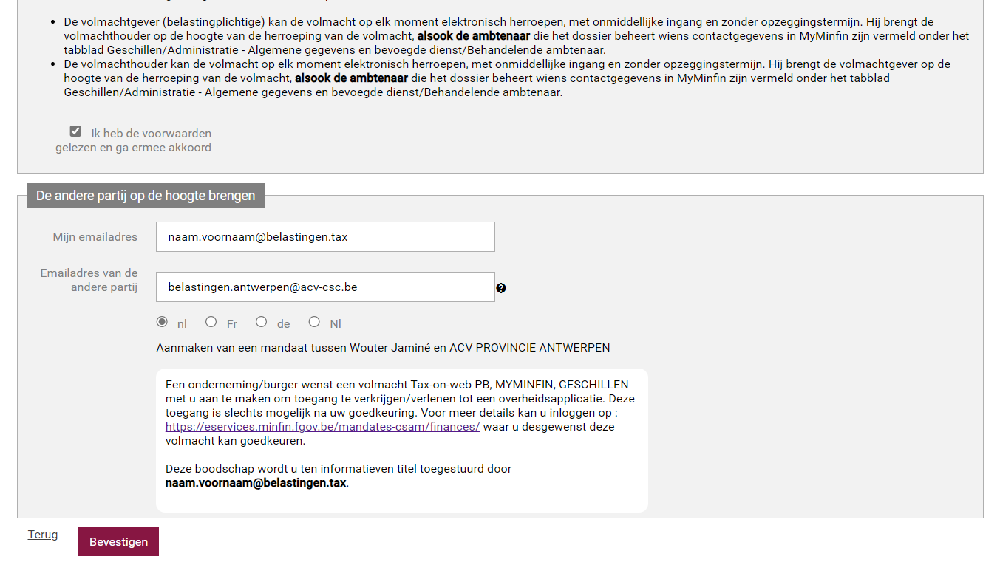 De volmachtgever (belastingplichtige) kan de volmacht op elk moment elektronisch herroepen, met onmiddellijke ingang en zonder opzeggingstermijn. Hij brengt de
volmachthouder op de hoogte van de herroeping van de volmacht, alsook de ambtenaar die het dossier beheert wiens contactgegevens in MyMinfin zijn vermeld onder het
tabblad Geschillen/Administratie - Algemene gegevens en bevoegde dienst/Behandelende ambtenaar.
De volmachthouder kan de volmacht op elk moment elektronisch herroepen, met onmiddellijke ingang en zonder opzeggingstermijn. Hij brengt de volmachtgever op de
hoogte van de herroeping van de volmacht, alsook de ambtenaar die het dossier beheert wiens contactgegevens in MyMinfin zijn vermeld onder het tabblad
Geschillen/Administratie - Algemene gegevens en bevoegde dienst/Behandelende ambtenaar.
Ik heb de voorwaarden
gelezen en ga ermee akkoord
De andere partij op de hoogte brengen
Mijn emailadres naam.voornaam@belastingen.tax
Emailadres van de
andere partij belastingen.antwerpen@acv-csc.be
nl Fr de Nl
Aanmaken van een mandaat tussen Wouter Jaminé en ACV PROVINCIE ANTWERPEN
Een onderneming/burger wenst een volmacht Tax-on-web PB, MYMINFIN, GESCHILLEN
met u aan te maken om toegang te verkrijgen/verlenen tot een overheidsapplicatie. Deze
toegang is slechts mogelijk na uw goedkeuring. Voor meer details kan u inloggen op :
https://eservices.minfin.fgov.be/mandates-csam/finances/ waar u desgewenst deze
volmacht kan goedkeuren.
Deze boodschap wordt u ten informatieven titel toegestuurd door
naam.voornaam@belastingen.tax.
Terug Bevestigen